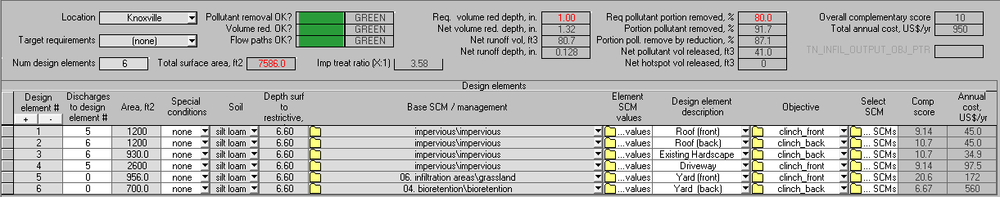 Location Knoxville Pollutant removal OK? GREEN Req. volume red depth, in. 1.00 Req pollutant portion removed, % 80.0 Overall complementary score 10
Volume red. OK? GREEN Net volume red. depth, in. 1.32 Portion pollutant removed, % 91.7 Total annual cost, US$/yr 950
Target requirements (none) Flow paths OK? GREEN Net runoff vol, ft3 80.7 Portion poll. remove by reduction, % 87.1
Net runoff depth, in. 0.128 Net pollutant vol released, ft3 41.0 TN_INFIL_OUTPUT_OBJ_PTR
Num design elements 6 Total surface area, ft2 7586.0 Imp treat ratio (X:1) 3.58 Net hotspot vol released, ft3 0
Design elements
Design element # + - Discharges to design element # Area, ft2 Special conditions Soil Depth surf to restrictive, Base SCM / management Element SCM values Design element description Objective Select SCM Comp score Annual cost, US$/yr
1 5 1200 none silt loam 6.60 impervious\impervious ...values Roof (front) clinch_front ... SCMs 9.14 45.0
2 6 1200 none silt loam 6.60 impervious\impervious ...values Roof (back) clinch_back ... SCMs 10.7 45.0
3 6 930.0 none silt loam 6.60 impervious\impervious ...values Existing Hardscape clinch_back ... SCMs 10.7 34.9
4 5 2600 none silt loam 6.60 impervious\impervious ...values Driveway clinch_front ... SCMs 9.14 97.5
5 0 956.0 none silt loam 6.60 06. infiltration areas\grassland ...values Yard (front) clinch_front ... SCMs 20.6 172
6 0 700.0 none silt loam 6.60 04. bioretention\bioretention ...values Yard (back) clinch_back ... SCMs 6.67 560